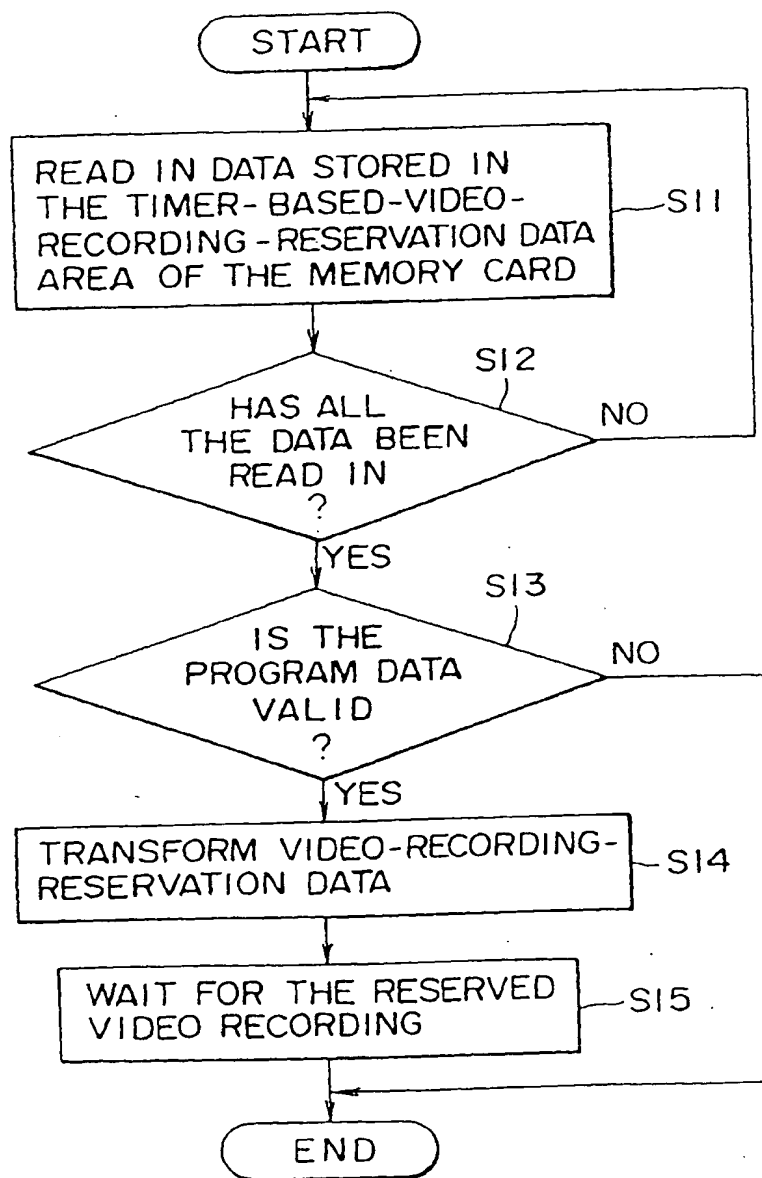 START
READ IN DATA STORED IN
THE TIMER-BASED-VIDEO-
RECORDING-RESERVATION DATA
AREA OF THE MEMORY CARD
S11
S12
HAS ALL
THE DATA BEEN
READ IN
?
NO
YES
S13
IS THE
PROGRAM DATA
VALID
?
NO
YES
TRANSFORM VIDEO-RECORDING-
RESERVATION DATA
S14
WAIT FOR THE RESERVED
VIDEO RECORDING
S15
END